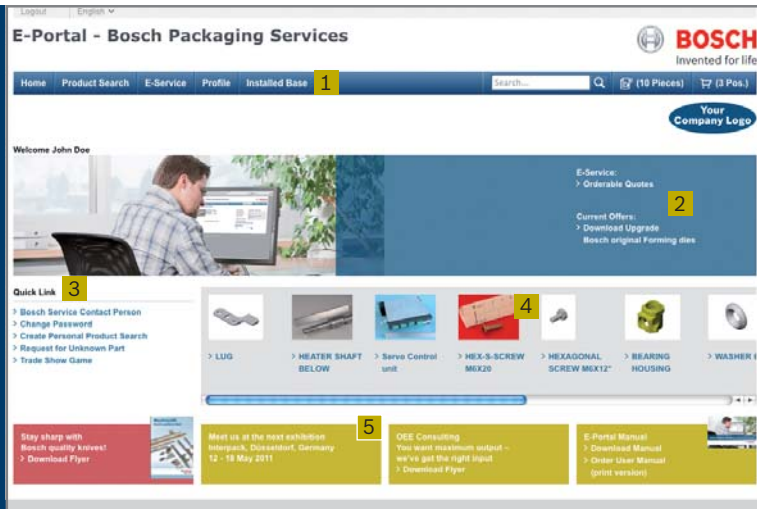 Logout English
E-Portal - Bosch Packaging Services
BOSCH
Invented for life
Home Product Search E-Service Profile Installed Base 1 Search... (10 Pieces) (3 Pos.)
Your
Company Logo
Welcome John Doe
E-Service:
> Orderable Quotes
2
Current Offers:
> Download Upgrade
Bosch original Forming dies
Quick Link 3
> Bosch Service Contact Person
> Change Password
> Create Personal Product Search
> Request for Unknown Part
> Trade Show Game
4
> LUG
> HEATER SHAFT
BELOW
> Servo Control
unit
> HEX-S-SCREW
M6X20
> HEXAGONAL
SCREW M6X12"
> BEARING
HOUSING
> WASHER
5
Stay sharp with
Bosch quality knives!
> Download Flyer
Meet us at the next exhibition
Interpack, Düsseldorf, Germany
12 - 18 May 2011
OEE Consulting
You want maximum output –
we've got the right input
> Download Flyer
E-Portal Manual
> Download Manual
> Order User Manual
(print version)